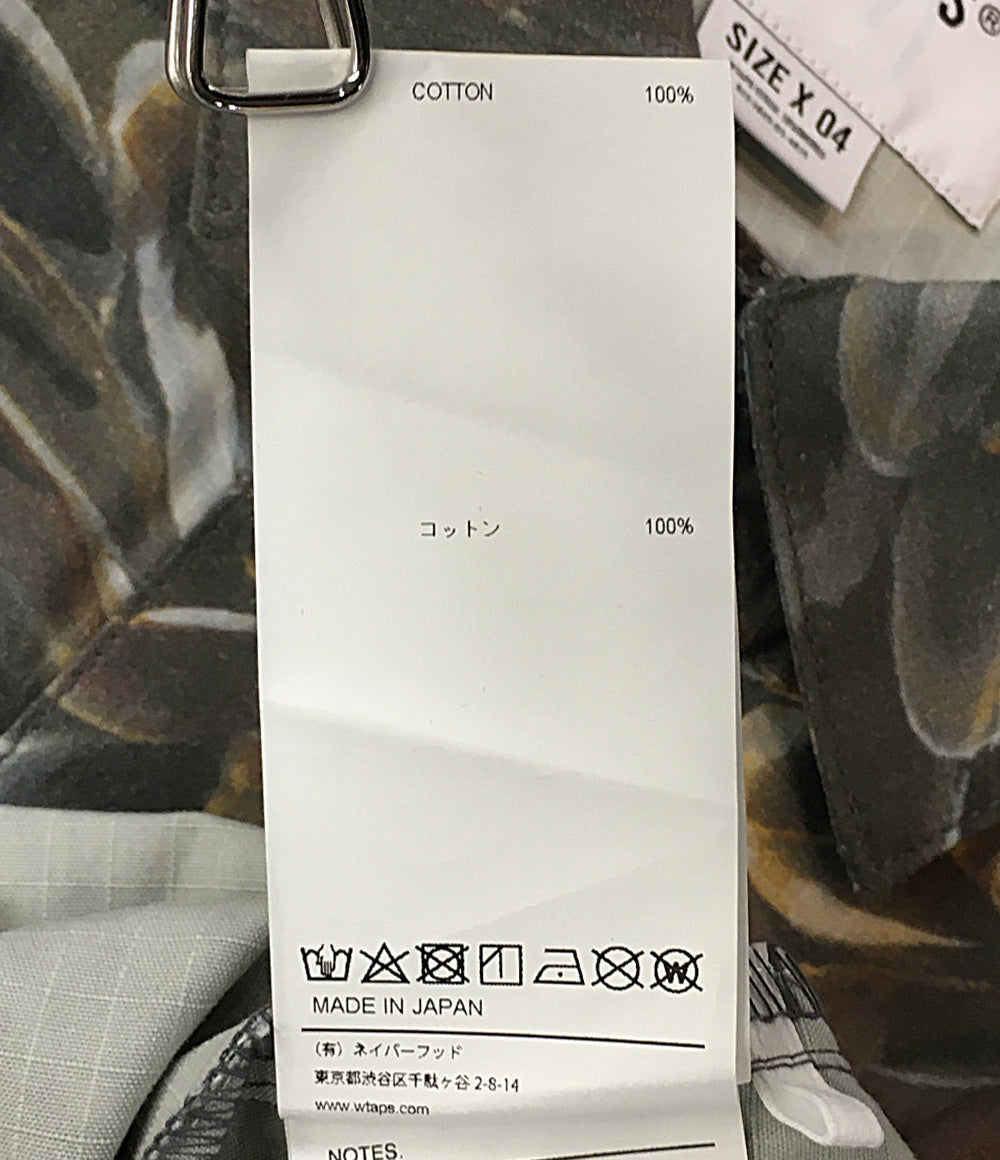 S®
SIZE X 04
COTTON 100%
コットン 100%
W
MADE IN JAPAN
(有) ネイバーフッド
東京都渋谷区千駄ヶ谷 2-8-14
www.wtaps.com
NOTES.